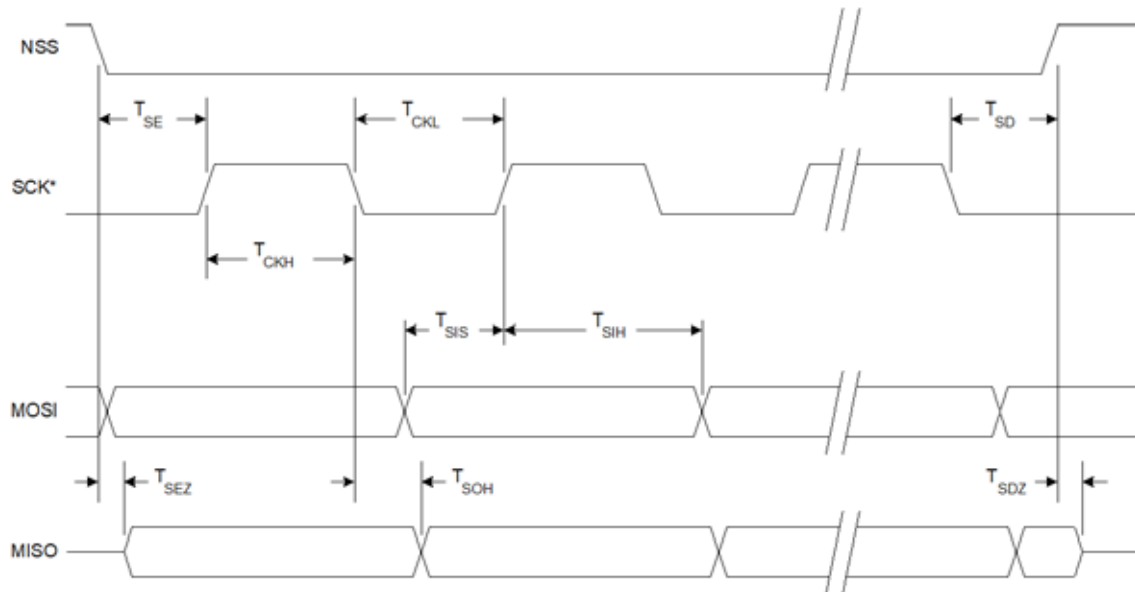 NSS
T_SE
T_CKL
T_SD
SCK*
T_CKH
T_SIS
T_SIH
MOSI
T_SEZ
T_SOH
T_SDZ
MISO